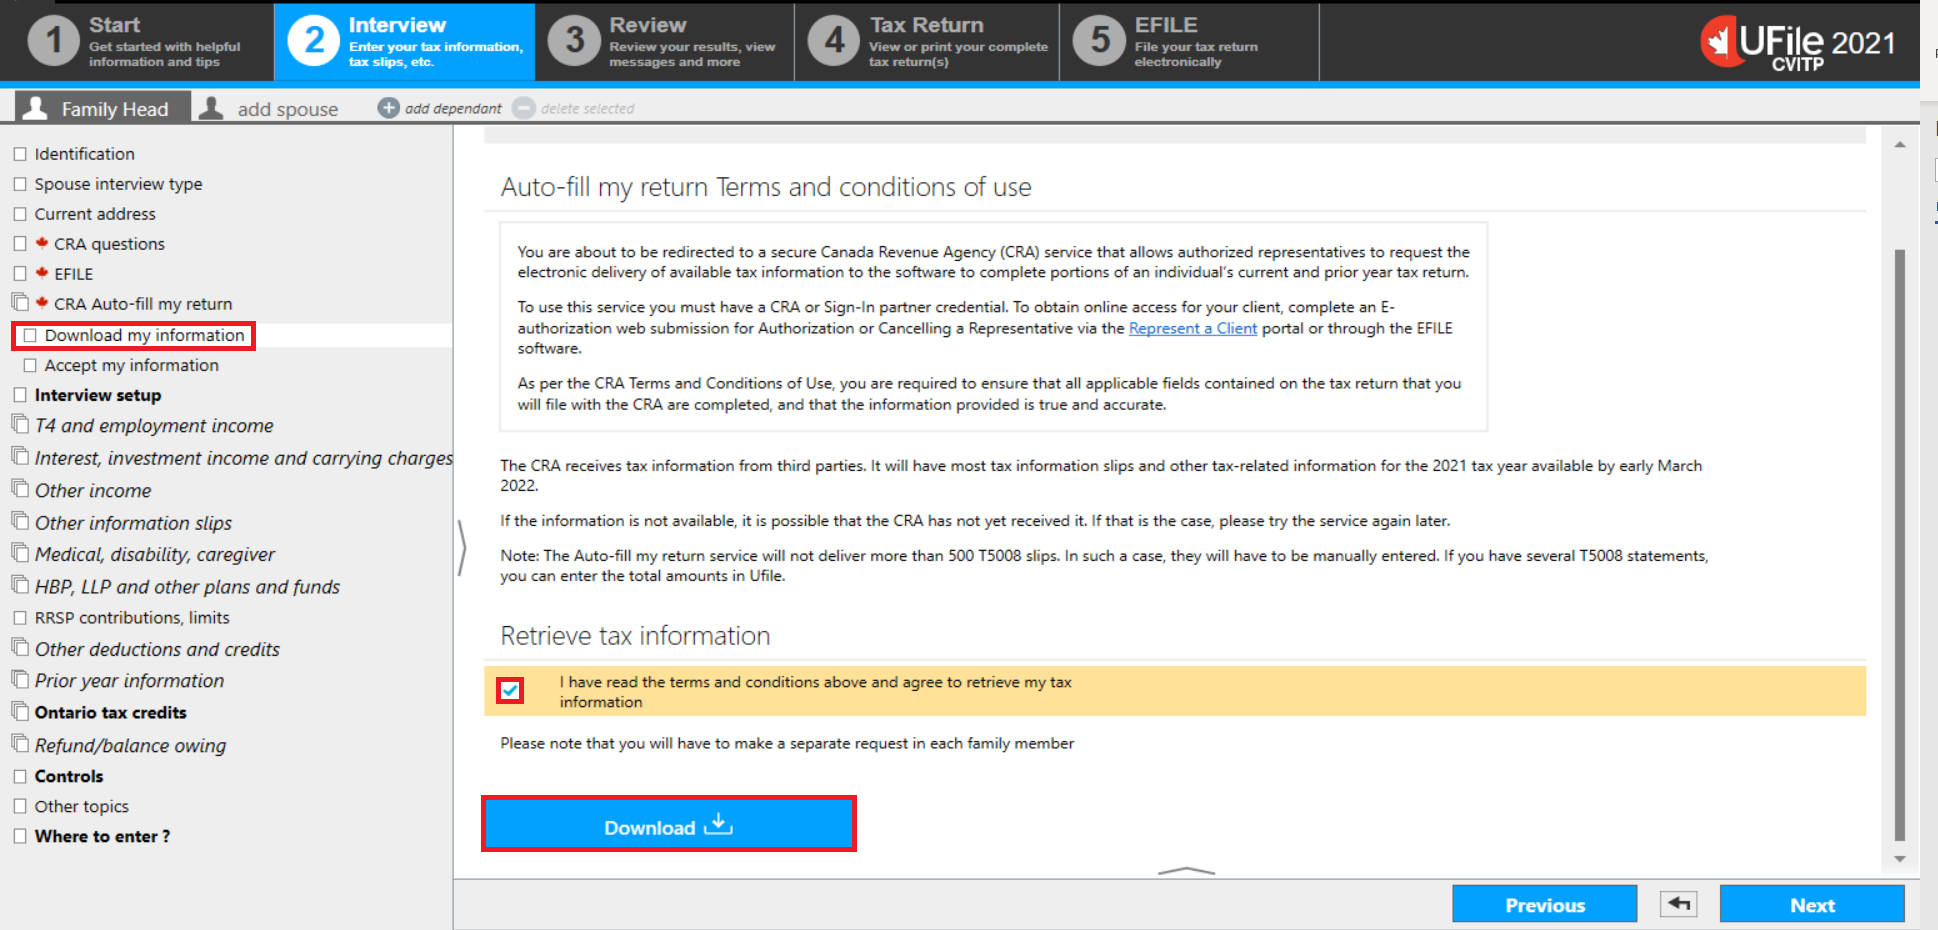 1
Start
Get started with helpful
information and tips
2
Interview
Enter your tax information,
tax slips, etc.
3
Review
Review your results, view
messages and more
4
Tax Return
View or print your complete
tax return(s)
5
EFILE
File your tax return
electronically
UFile 2021
CVITP
Family Head
add spouse
add dependant
delete selected
Identification
Spouse interview type
Current address
CRA questions
EFILE
CRA Auto-fill my return
Download my information
Accept my information
Interview setup
T4 and employment income
Interest, investment income and carrying charges
Other income
Other information slips
Medical, disability, caregiver
HBP, LLP and other plans and funds
RRSP contributions, limits
Other deductions and credits
Prior year information
Ontario tax credits
Refund/balance owing
Controls
Other topics
Where to enter ?
Auto-fill my return Terms and conditions of use
You are about to be redirected to a secure Canada Revenue Agency (CRA) service that allows authorized representatives to request the
electronic delivery of available tax information to the software to complete portions of an individual's current and prior year tax return.
To use this service you must have a CRA or Sign-In partner credential. To obtain online access for your client, complete an E-
authorization web submission for Authorization or Cancelling a Representative via the Represent a Client portal or through the EFILE
software.
As per the CRA Terms and Conditions of Use, you are required to ensure that all applicable fields contained on the tax return that you
will file with the CRA are completed, and that the information provided is true and accurate.
The CRA receives tax information from third parties. It will have most tax information slips and other tax-related information for the 2021 tax year available by early March
2022.
If the information is not available, it is possible that the CRA has not yet received it. If that is the case, please try the service again later.
Note: The Auto-fill my return service will not deliver more than 500 T5008 slips. In such a case, they will have to be manually entered. If you have several T5008 statements,
you can enter the total amounts in Ufile.
Retrieve tax information
I have read the terms and conditions above and agree to retrieve my tax
information
Please note that you will have to make a separate request in each family member
Download
Previous
Next